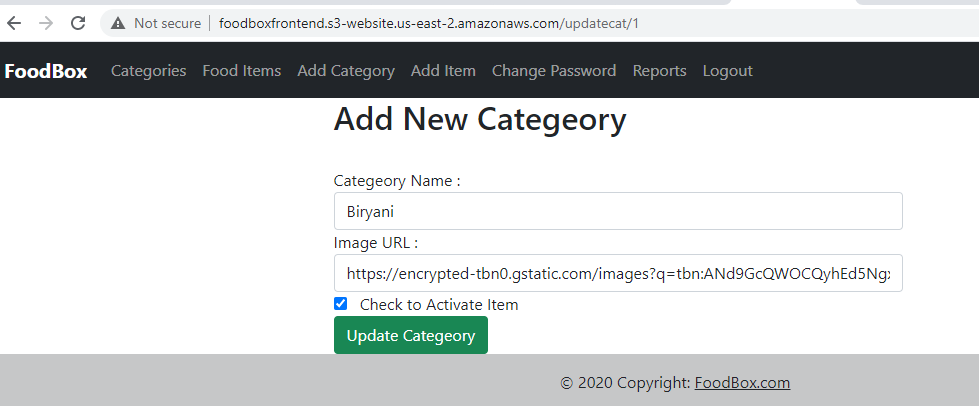 Not secure | foodboxfrontend.s3-website.us-east-2.amazonaws.com/updatecat/1
FoodBox Categories Food Items Add Category Add Item Change Password Reports Logout
Add New Categeory
Categeory Name :
Biryani
Image URL :
https://encrypted-tbn0.gstatic.com/images?q=tbn:ANd9GcQWOCQyhEd5Ngx
Check to Activate Item
Update Categeory
© 2020 Copyright: FoodBox.com